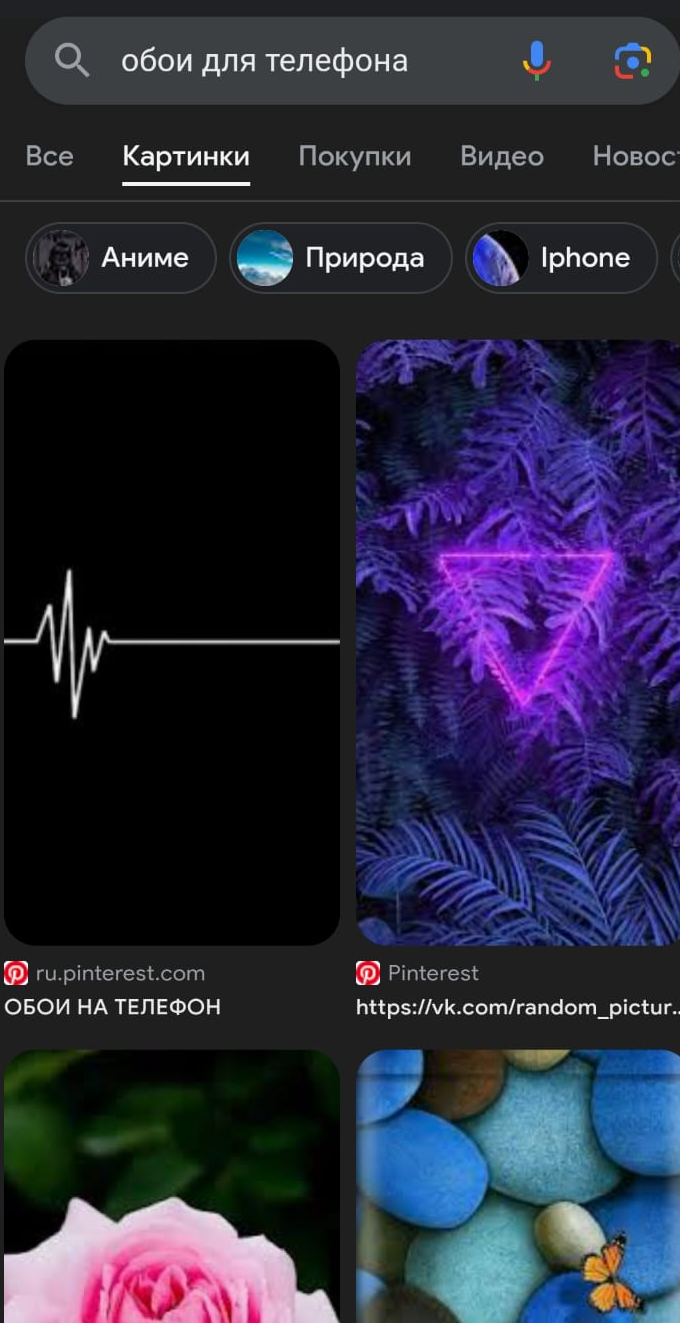 обои для телефона
Все Картинки Покупки Видео Новос
Аниме Природа Iphone
ru.pinterest.com Pinterest
ОБОИ НА ТЕЛЕФОН https://vk.com/random_pictur..